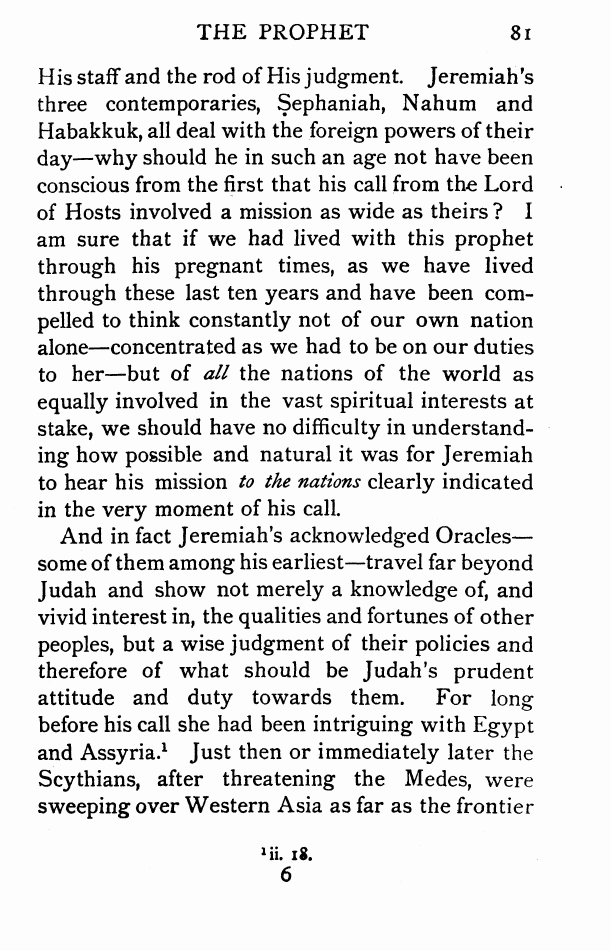 THE PROPHET 81
His staff and the rod of His judgment. Jeremiah's
three contemporaries, Ṣephaniah, Nahum and
Habakkuk, all deal with the foreign powers of their
day—why should he in such an age not have been
conscious from the first that his call from the Lord
of Hosts involved a mission as wide as theirs? I
am sure that if we had lived with this prophet
through his pregnant times, as we have lived
through these last ten years and have been com-
pelled to think constantly not of our own nation
alone—concentrated as we had to be on our duties
to her—but of all the nations of the world as
equally involved in the vast spiritual interests at
stake, we should have no difficulty in understand-
ing how possible and natural it was for Jeremiah
to hear his mission to the nations clearly indicated
in the very moment of his call.
And in fact Jeremiah's acknowledged Oracles—
some of them among his earliest—travel far beyond
Judah and show not merely a knowledge of, and
vivid interest in, the qualities and fortunes of other
peoples, but a wise judgment of their policies and
therefore of what should be Judah's prudent
attitude and duty towards them. For long
before his call she had been intriguing with Egypt
and Assyria.¹ Just then or immediately later the
Scythians, after threatening the Medes, were
sweeping over Western Asia as far as the frontier
¹ ii. 18.
6